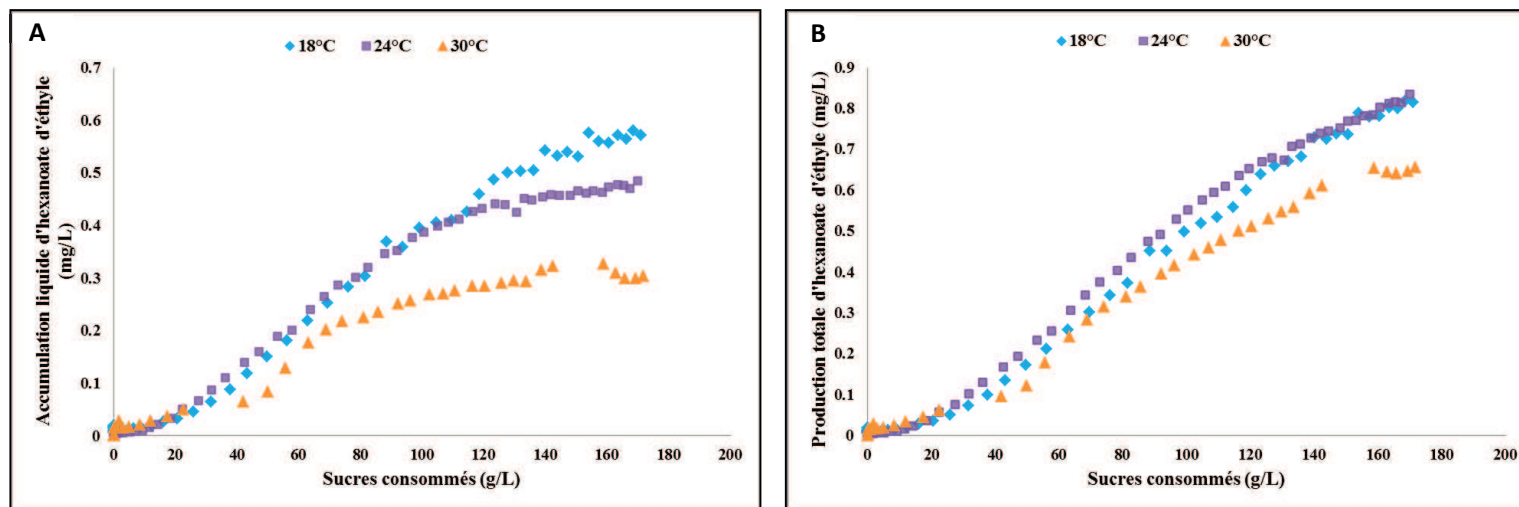 A
18°C 24°C 30°C
Accumulation liquide d'hexanoate d'éthyle
(mg/L)
0.7
0.6
0.5
0.4
0.3
0.2
0.1
0
0 20 40 60 80 100 120 140 160 180 200
Sucres consommés (g/L)
B
18°C 24°C 30°C
Production totale d'hexanoate d'éthyle (mg/L)
0.9
0.8
0.7
0.6
0.5
0.4
0.3
0.2
0.1
0
0 20 40 60 80 100 120 140 160 180 200
Sucres consommés (g/L)